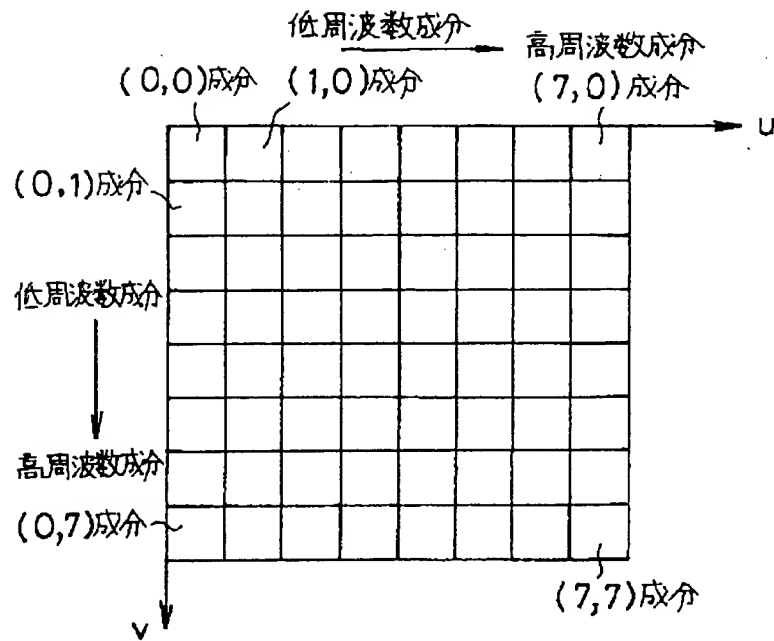 低周波数成分
高周波数成分
(0,0)成分
(1,0)成分
(7,0)成分
u
(0,1)成分
低周波数成分
高周波数成分
(0,7)成分
(7,7)成分
v